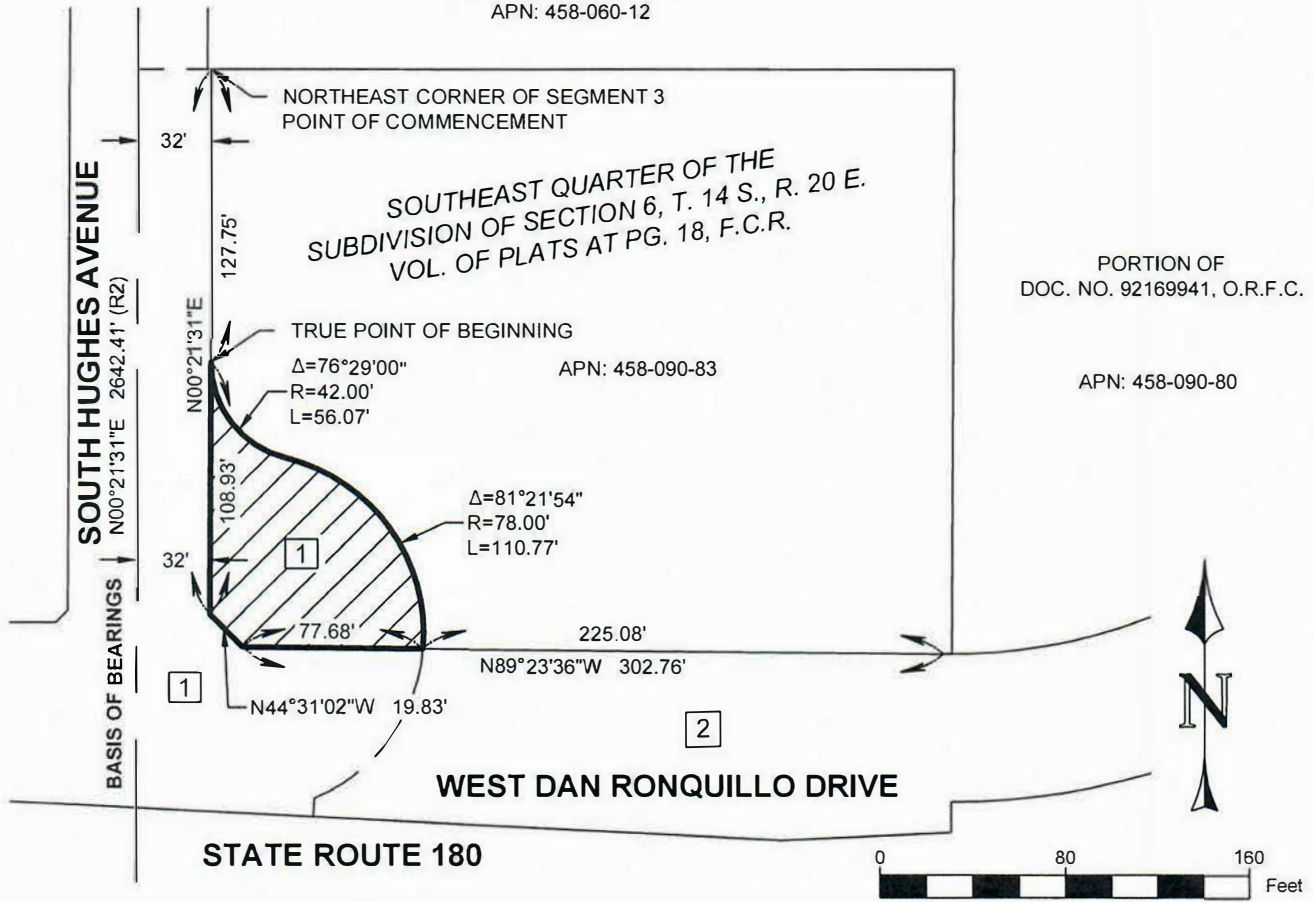 APN: 458-060-12
NORTHEAST CORNER OF SEGMENT 3
POINT OF COMMENCEMENT
32'
SOUTHEAST QUARTER OF THE
SUBDIVISION OF SECTION 6, T. 14 S., R. 20 E.
VOL. OF PLATS AT PG. 18, F.C.R.
127.75'
SOUTH HUGHES AVENUE
N00°21'31"E 2642.41' (R2)
BASIS OF BEARINGS
N00°21'31"E
PORTION OF
DOC. NO. 92169941, O.R.F.C.
TRUE POINT OF BEGINNING
Δ=76°29'00"
R=42.00'
L=56.07'
APN: 458-090-83
APN: 458-090-80
108.93'
Δ=81°21'54"
R=78.00'
L=110.77'
32'
1
77.68'
225.08'
N89°23'36"W 302.76'
1
N44°31'02"W 19.83'
2
N
WEST DAN RONQUILLO DRIVE
STATE ROUTE 180
0 80 160
Feet